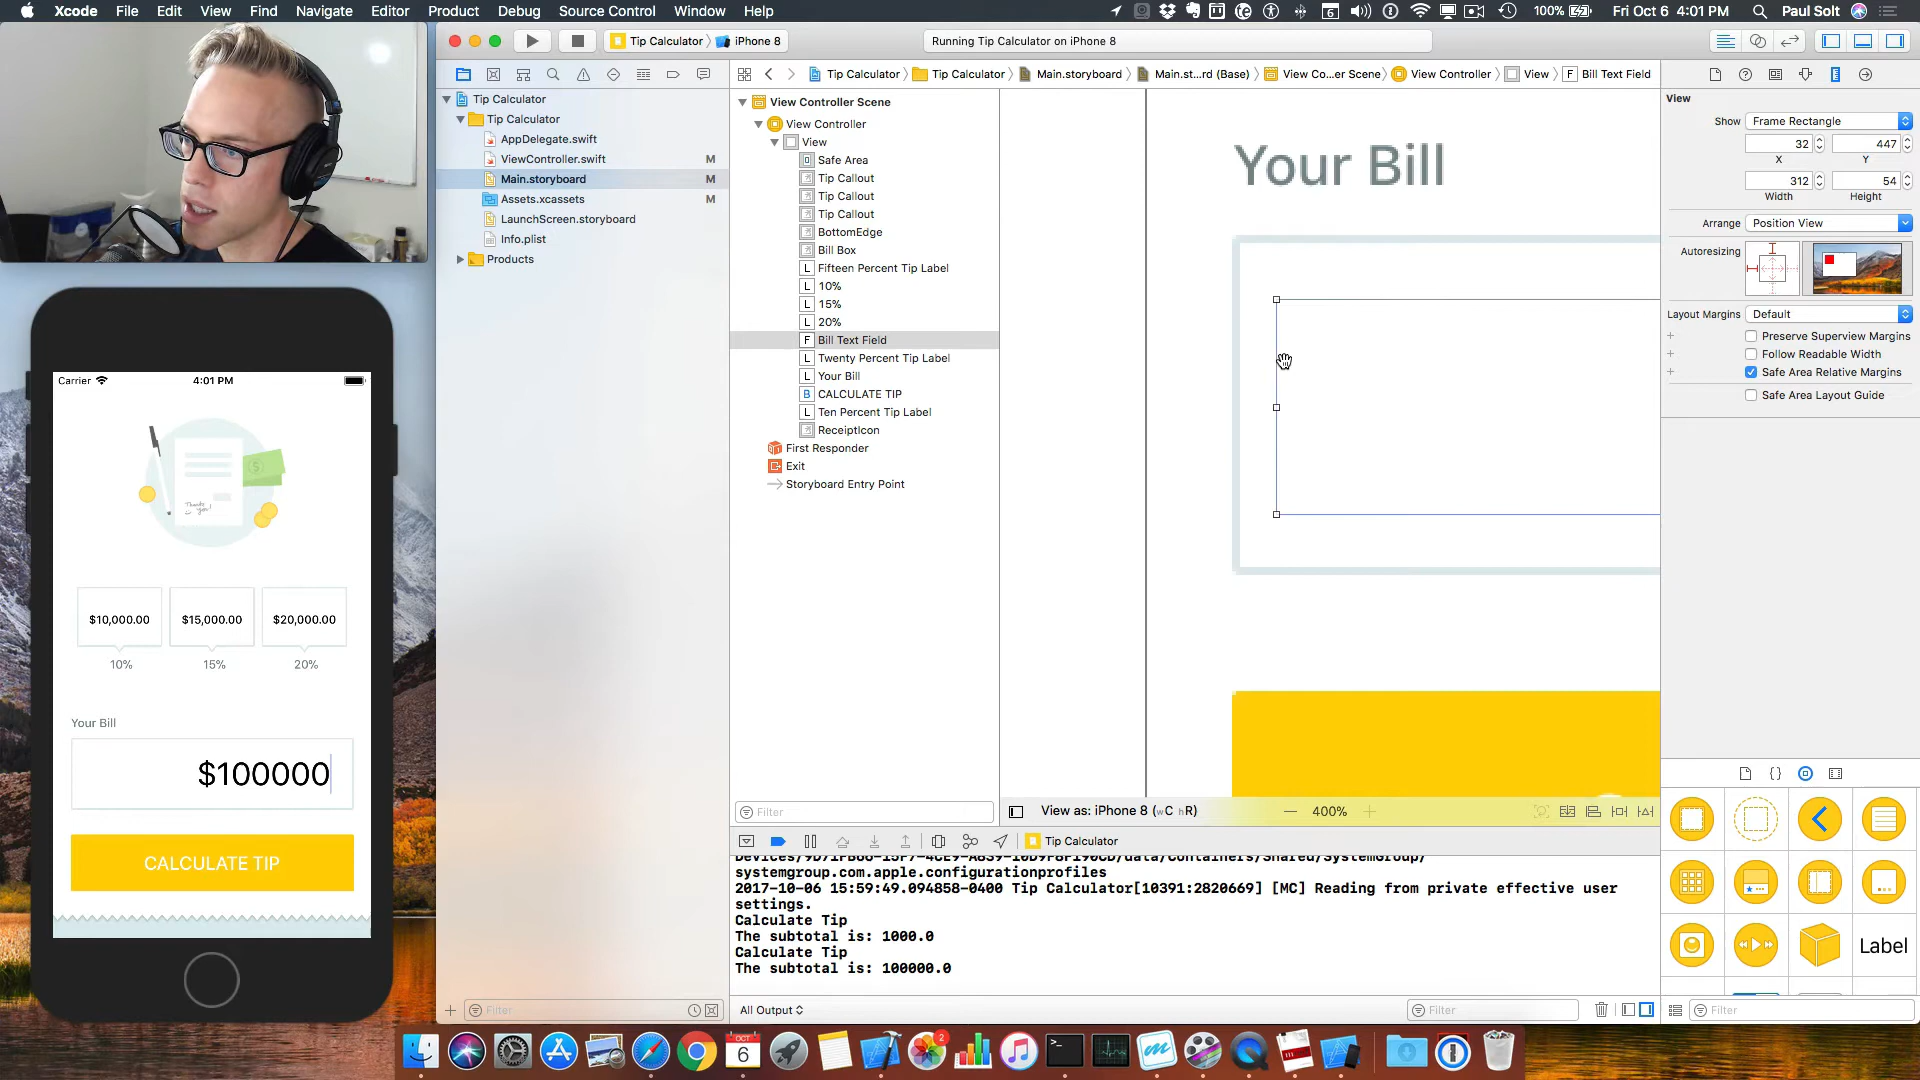 Xcode File Edit View Find Navigate Editor Product Debug Source Control Window Help
100% Fri Oct 6 4:01 PM Paul Solt
Tip Calculator iPhone 8
Running Tip Calculator on iPhone 8
Tip Calculator Tip Calculator Main.storyboard Main.st...rd (Base) View Co...er Scene View Controller View F Bill Text Field
Tip Calculator
Tip Calculator
AppDelegate.swift
ViewController.swift M
Main.storyboard M
Assets.xcassets M
LaunchScreen.storyboard
Info.plist
Products
Filter
View Controller Scene
View Controller
View
Safe Area
Tip Callout
Tip Callout
Tip Callout
BottomEdge
Bill Box
L Fifteen Percent Tip Label
L 10%
L 15%
L 20%
F Bill Text Field
L Twenty Percent Tip Label
L Your Bill
B CALCULATE TIP
L Ten Percent Tip Label
ReceiptIcon
First Responder
Exit
Storyboard Entry Point
Filter
Your Bill
View as: iPhone 8 (wC hR)
400%
View
Show Frame Rectangle
32 447
X Y
312 54
Width Height
Arrange Position View
Autoresizing
Layout Margins Default
Preserve Superview Margins
Follow Readable Width
Safe Area Relative Margins
Safe Area Layout Guide
Label
Filter
Tip Calculator
systemgroup.com.apple.configurationprofiles
2017-10-06 15:59:49.094858-0400 Tip Calculator[10391:2820669] [MC] Reading from private effective user
settings.
Calculate Tip
The subtotal is: 1000.0
Calculate Tip
The subtotal is: 100000.0
All Output
Filter
Carrier 4:01 PM
Thanks you!
$10,000.00 $15,000.00 $20,000.00
10% 15% 20%
Your Bill
$100000
CALCULATE TIP
OCT
6
2